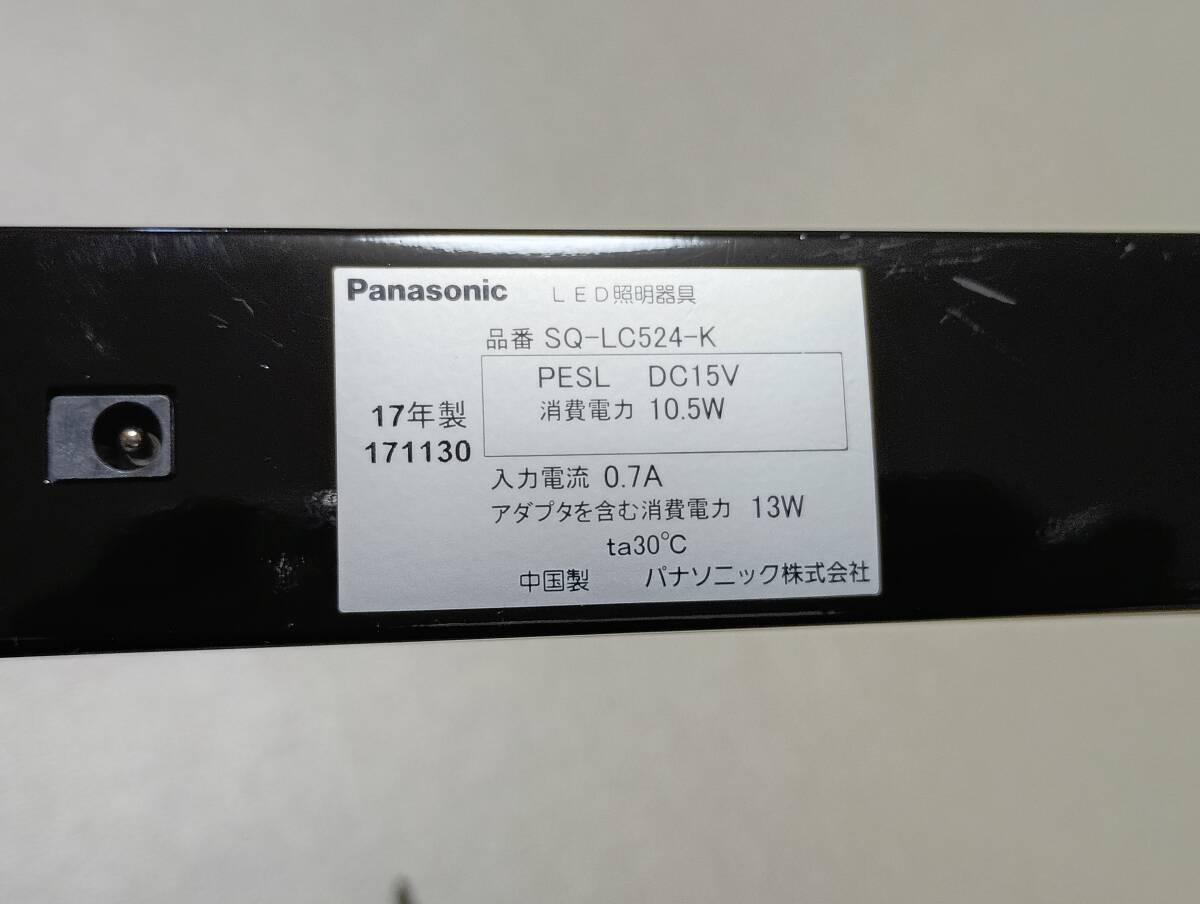 Panasonic LED照明器具
品番 SQ-LC524-K
PESL DC15V
消費電力 10.5W
17年製
171130
入力電流 0.7A
アダプタを含む消費電力 13W
ta30℃
中国製 パナソニック株式会社